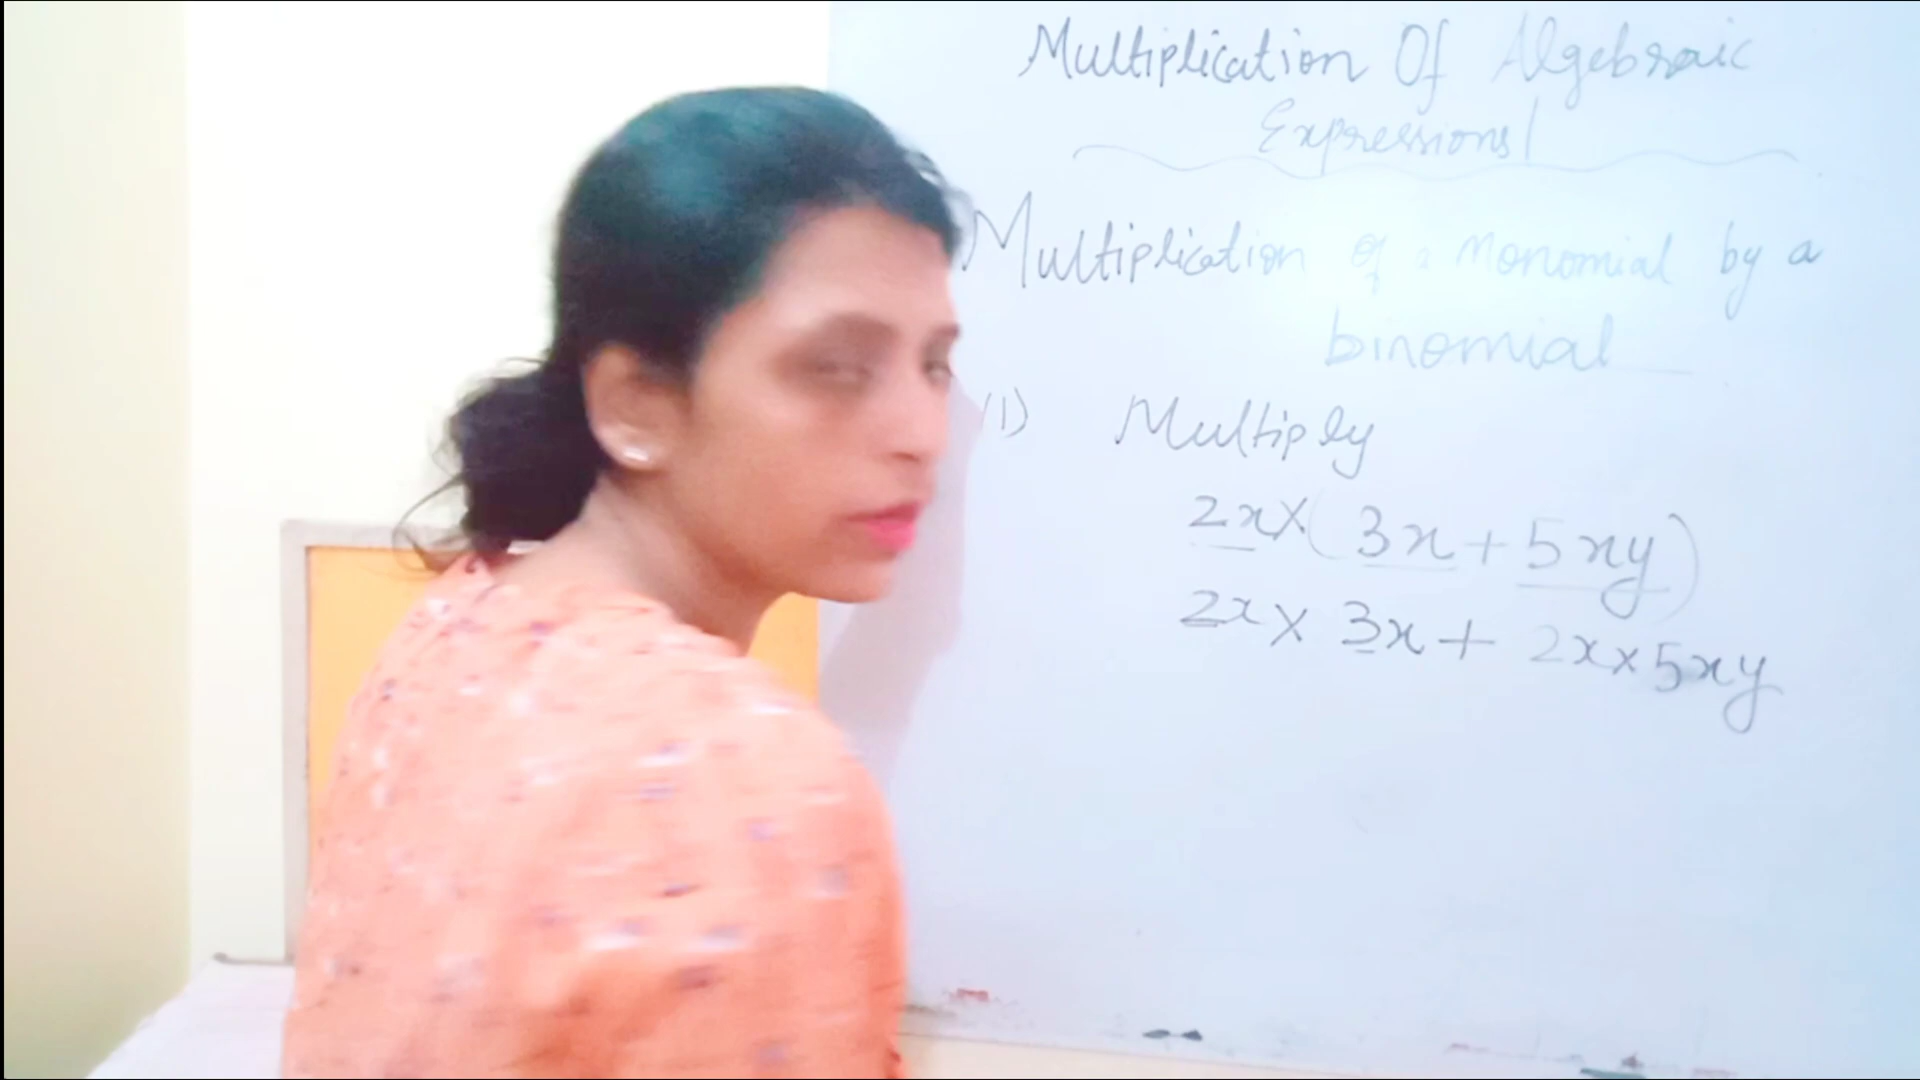 Multiplication Of Algebraic
Expressions
Multiplication of a Monomial by a
binomial
(1) Multiply
2x×(3x+5xy)
2x× 3x+ 2x×5xy